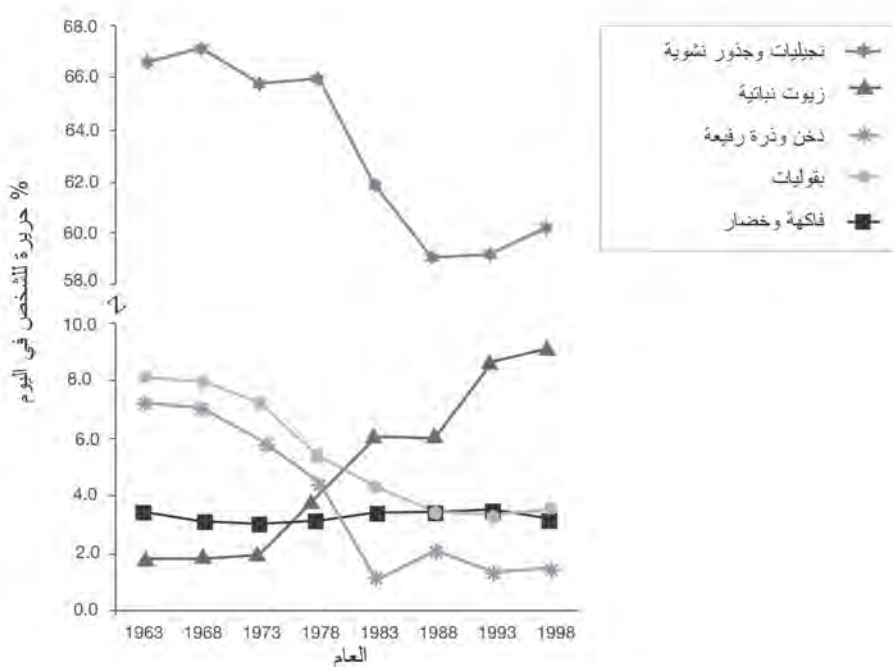 68.0
66.0
64.0
62.0
60.0
58.0
10.0
8.0
6.0
4.0
2.0
0.0
% حريرة للشخص في اليوم
1963 1968 1973 1978 1983 1988 1993 1998
العام
نجيليات وجذور نشوية
زيوت نباتية
دخن وذرة رفيعة
بقوليات
فاكهة وخضار